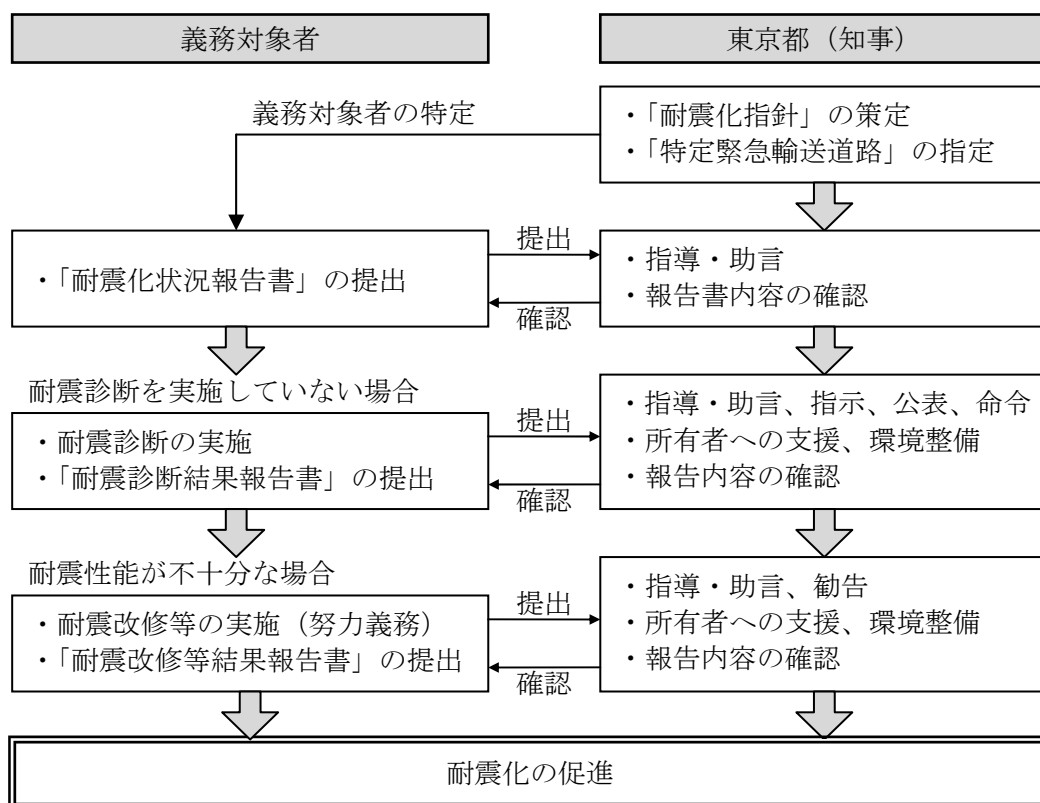 義務対象者
東京都（知事）
義務対象者の特定
・「耐震化指針」の策定
・「特定緊急輸送道路」の指定
・「耐震化状況報告書」の提出
提出
確認
・指導・助言
・報告書内容の確認
耐震診断を実施していない場合
・耐震診断の実施
・「耐震診断結果報告書」の提出
提出
確認
・指導・助言、指示、公表、命令
・所有者への支援、環境整備
・報告内容の確認
耐震性能が不十分な場合
・耐震改修等の実施（努力義務）
・「耐震改修等結果報告書」の提出
提出
確認
・指導・助言、勧告
・所有者への支援、環境整備
・報告内容の確認
耐震化の促進